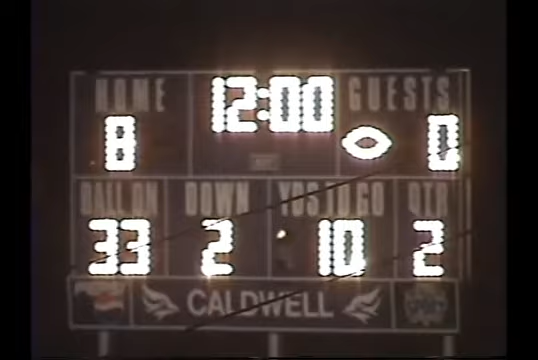 HOME 12:00 GUESTS
8 0
BALL ON DOWN YDS TO GO QTR
33 2 10 2
CALDWELL